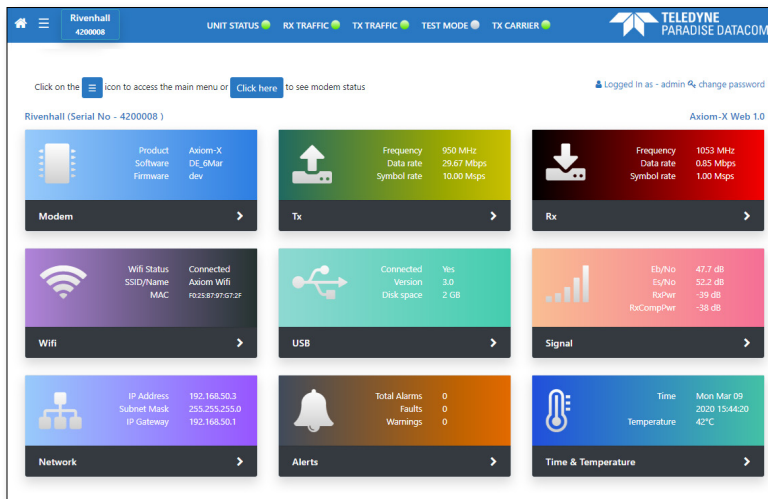 Rivenhall
4200008
UNIT STATUS RX TRAFFIC TX TRAFFIC TEST MODE TX CARRIER
TELEDYNE
PARADISE DATACOM
Click on the icon to access the main menu or Click here to see modem status
Logged In as - admin change password
Rivenhall (Serial No - 4200008 )
Axiom-X Web 1.0
Product Axiom-X
Software DE_6Mar
Firmware dev
Modem
Frequency 950 MHz
Data rate 29.67 Mbps
Symbol rate 10.00 Msps
Tx
Frequency 1053 MHz
Data rate 0.85 Mbps
Symbol rate 1.00 Msps
Rx
Wifi Status Connected
SSID/Name Axiom Wifi
MAC F0:25:B7:97:G7:2F
Wifi
Connected Yes
Version 3.0
Disk space 2 GB
USB
Eb/No 47.7 dB
Es/No 52.2 dB
RxPwr -39 dB
RxCompPwr -38 dB
Signal
IP Address 192.168.50.3
Subnet Mask 255.255.255.0
IP Gateway 192.168.50.1
Network
Total Alarms 0
Faults 0
Warnings 0
Alerts
Time Mon Mar 09
2020 15:44:20
Temperature 42°C
Time & Temperature